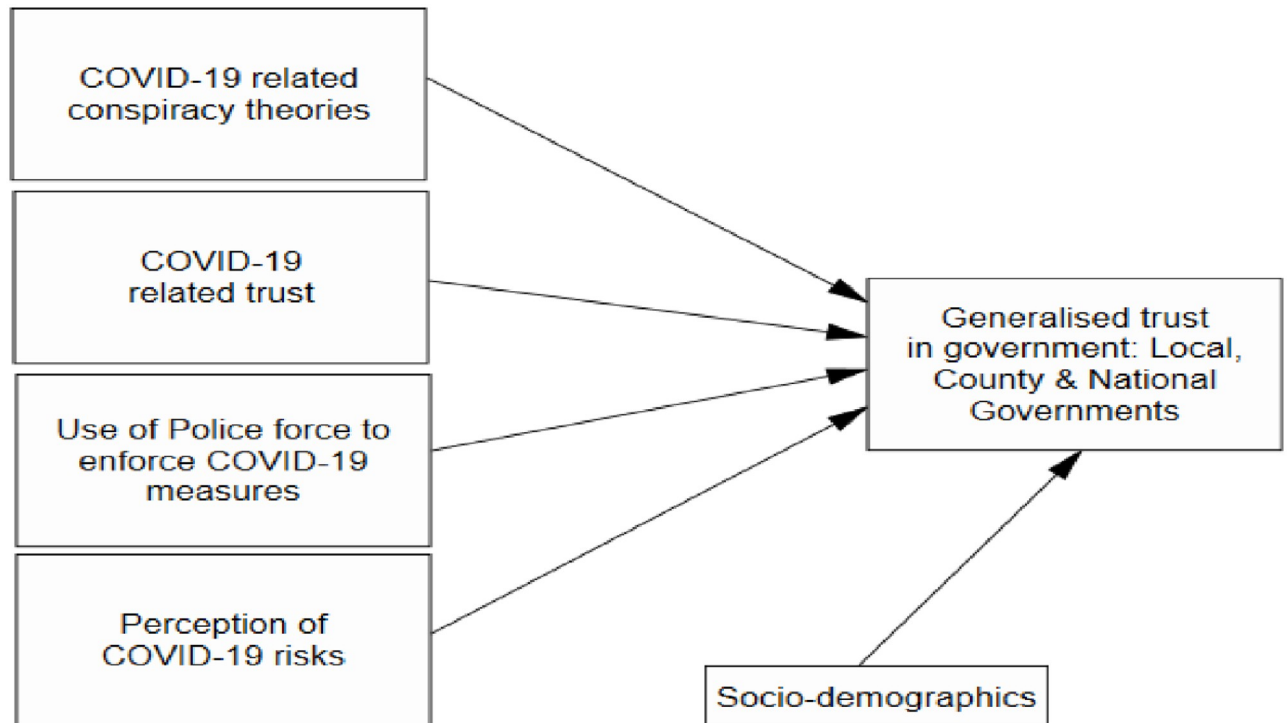 COVID-19 related
conspiracy theories
COVID-19
related trust
Use of Police force to
enforce COVID-19
measures
Perception of
COVID-19 risks
Generalised trust
in government: Local,
County & National
Governments
Socio-demographics